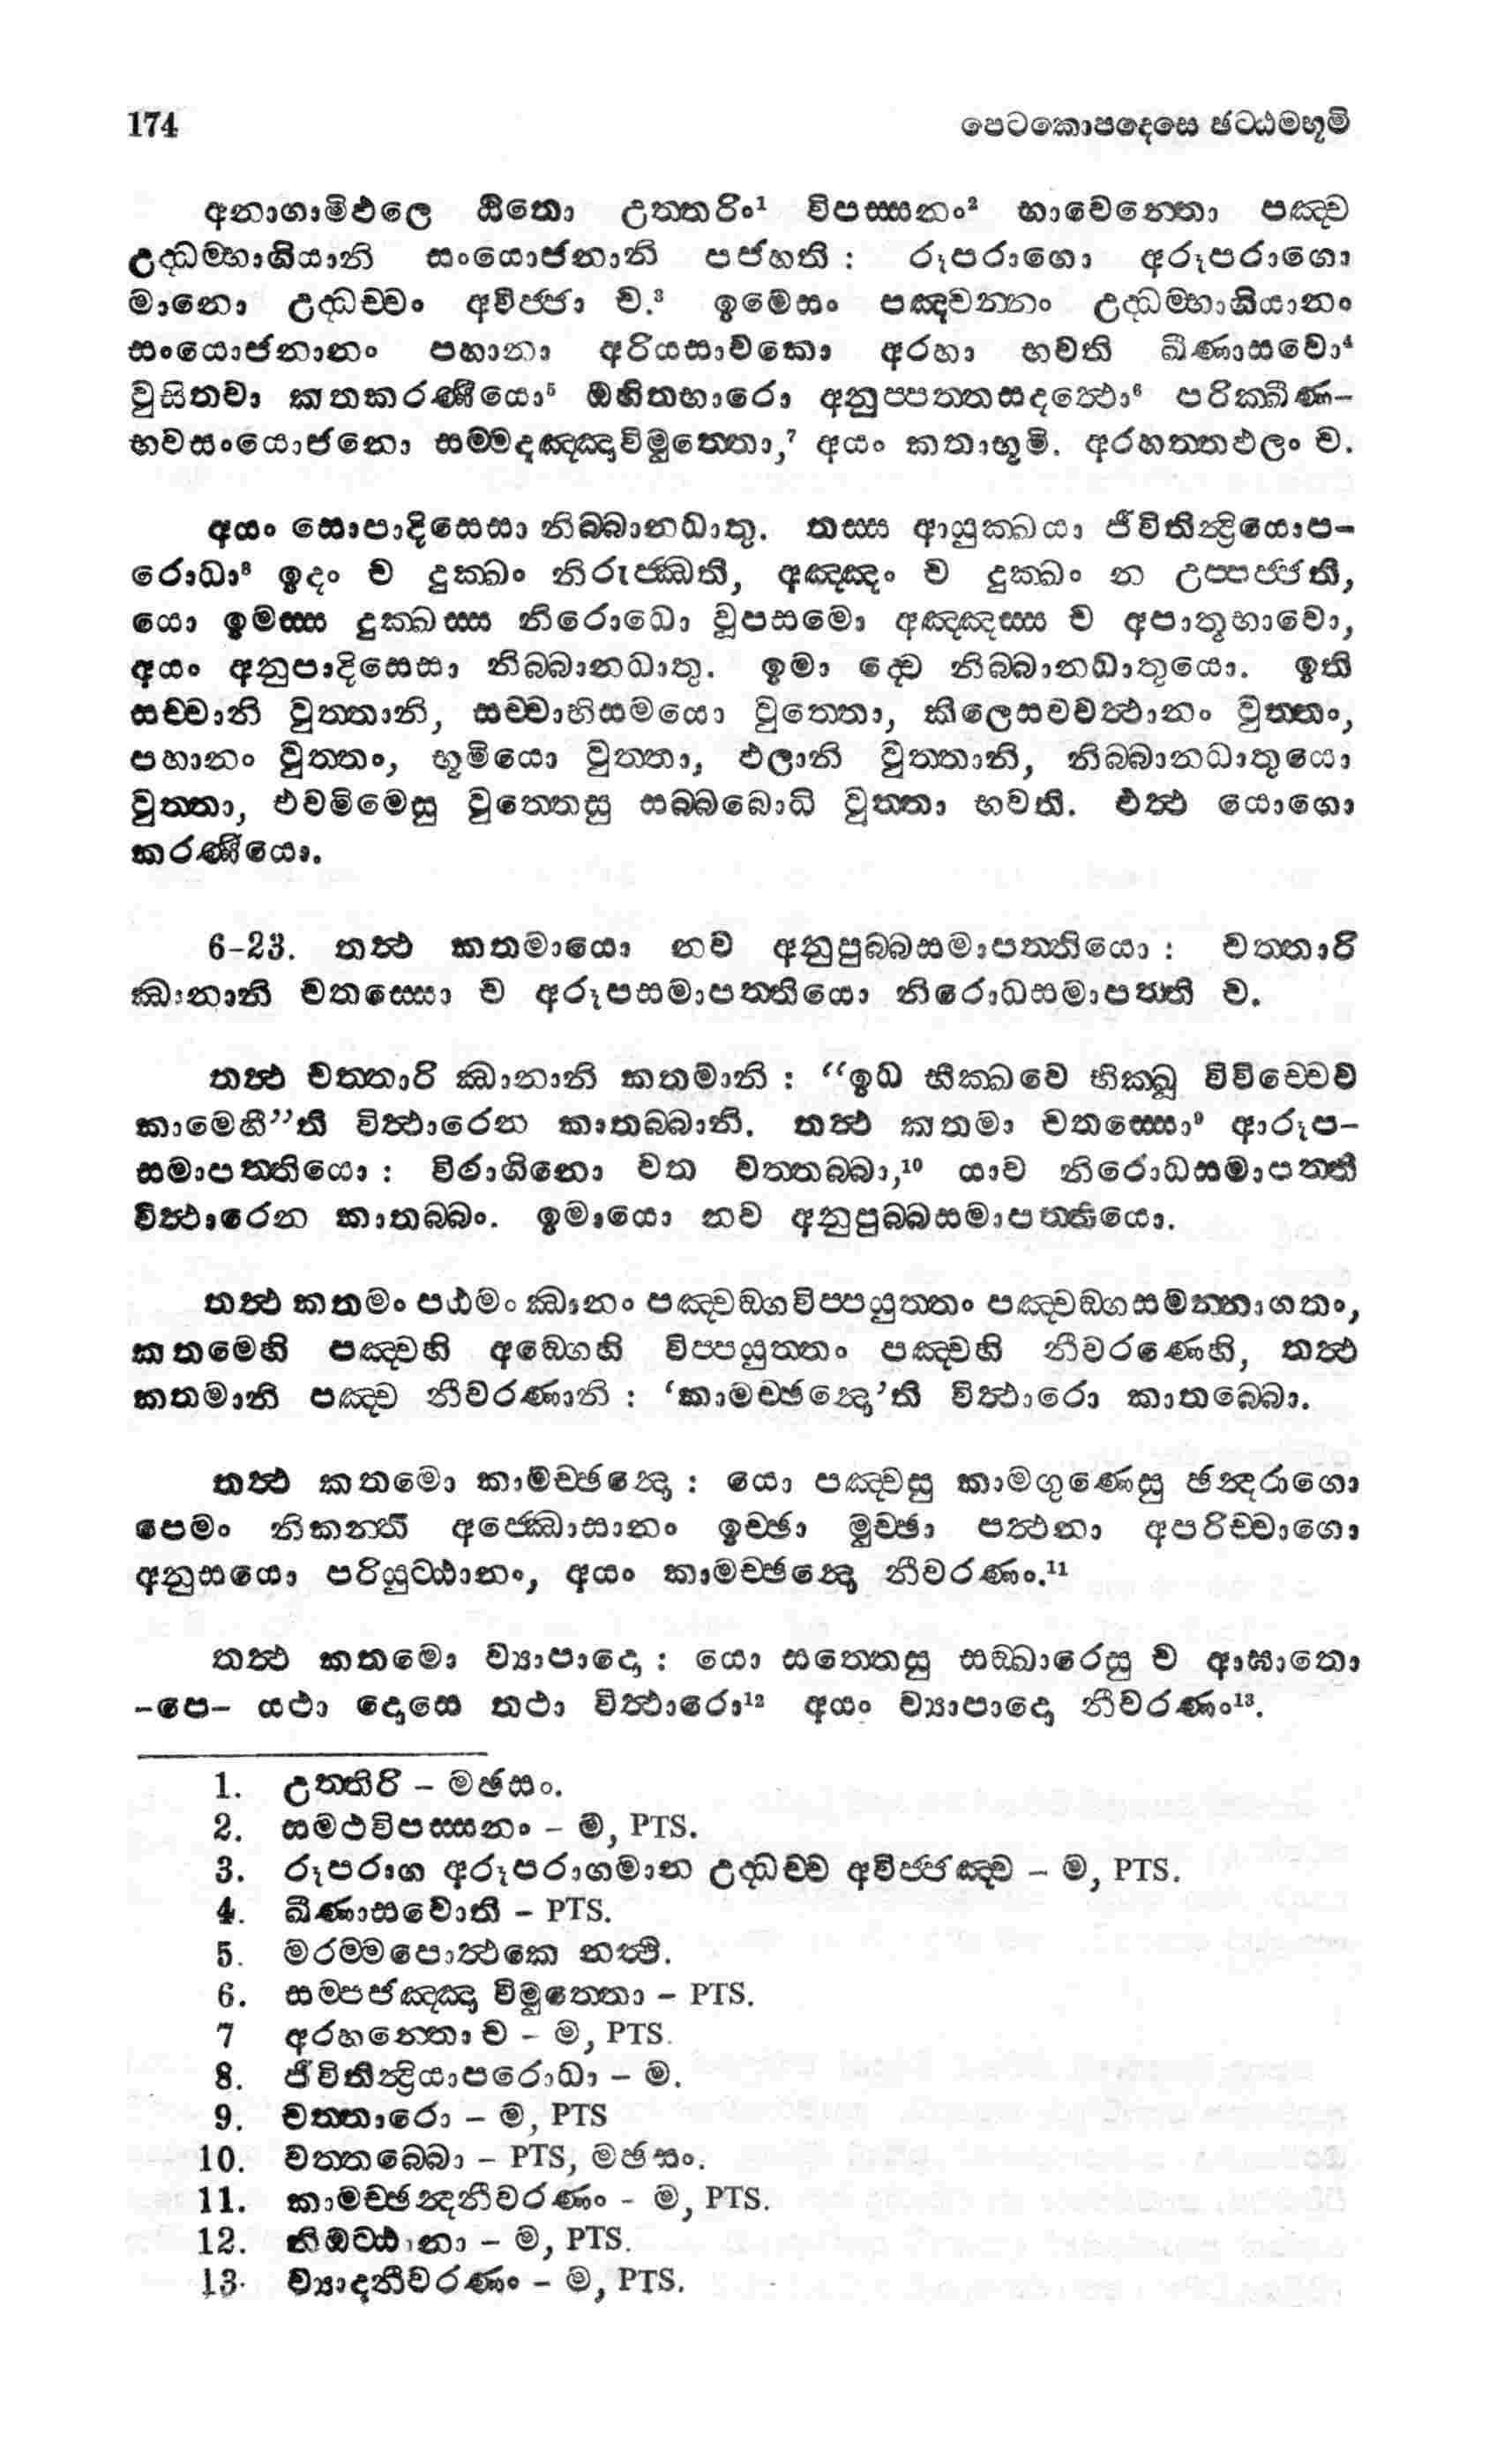 174 පෙටකොපදෙසෙ ඡට්ඨමභූමි
අනාගාමිඵලෙ ඨිතො උත්තරිං¹ විපස්සනං² භාවෙන්තො පඤ්ච
උද්ධම්භාගියානි සංයොජනානි පජහති : රූපරාගො අරූපරාගො
මානො උද්ධච්චං අවිජ්ජා ච.³ ඉමෙසං පඤ්චන්නං උද්ධම්භාගියානං
සංයොජනානං පහානා අරියසාවකො අරහා භවති ඛීණාසවො⁴
වුසිතවා කතකරණීයො⁵ ඔහිතභාරො අනුප්පත්තසදත්ථො⁶ පරික්ඛීණ-
භවසංයොජනො සම්මදඤ්ඤාවිමුත්තො,⁷ අයං කතාභූමි. අරහත්තඵලං ච.
අයං සොපාදිසෙසා නිබ්බානධාතු. තස්ස ආයුක්ඛයා ජීවිතින්ද්‍රියොප-
රොධා⁸ ඉදං ච දුක්ඛං නිරුජ්ඣති, අඤ්ඤං ච දුක්ඛං න උප්පජ්ජති,
යො ඉමස්ස දුක්ඛස්ස නිරොධො වූපසමො අඤ්ඤස්ස ච අපාතුභාවො,
අයං අනුපාදිසෙසා නිබ්බානධාතු. ඉමා ද්වෙ නිබ්බානධාතුයො. ඉති
සච්චානි වුත්තානි, සච්චාභිසමයො වුත්තො, කිලෙසවවත්ථානං වුත්තං,
පහානං වුත්තං, භූමියො වුත්තා, ඵලානි වුත්තානි, නිබ්බානධාතුයො
වුත්තා, එවමිමෙසු වුත්තෙසු සබ්බබොධි වුත්තා භවති. එත්ථ යොගො
කරණීයො.
6-23. තත්ථ කතමායො නව අනුපුබ්බසමාපත්තියො : චත්තාරි
ඣානානි චතස්සො ච අරූපසමාපත්තියො නිරොධසමාපත්ති ච.
තත්ථ චත්තාරි ඣානානි කතමානි : “ඉධ භික්ඛවෙ භික්ඛු විවිච්චෙව
කාමෙහී”ති විත්ථාරෙන කාතබ්බානි. තත්ථ කතමා චතස්සො⁹ ආරූප-
සමාපත්තියො : විරාගිනො වත වත්තබ්බා,¹⁰ යාව නිරොධසමාපත්ති
විත්ථාරෙන කාතබ්බං. ඉමායො නව අනුපුබ්බසමාපත්තියො.
තත්ථ කතමං පඨමං ඣානං පඤ්චඞ්ගවිප්පයුත්තං පඤ්චඞ්ගසමන්නාගතං,
කතමෙහි පඤ්චහි අඞ්ගෙහි විප්පයුත්තං පඤ්චහි නීවරණෙහි, තත්ථ
කතමානි පඤ්ච නීවරණානි : ‘කාමච්ඡන්දො’ති විත්ථාරො කාතබ්බො.
තත්ථ කතමො කාමච්ඡන්දො : යො පඤ්චසු කාමගුණෙසු ඡන්දරාගො
පෙමං නිකන්ති අජ්ඣොසානං ඉච්ඡා මුච්ඡා පත්ථනා අපරිච්චාගො
අනුසයො පරියුට්ඨානං, අයං කාමච්ඡන්දො නීවරණං.¹¹
තත්ථ කතමො ව්‍යාපාදො : යො සත්තෙසු සඞ්ඛාරෙසු ච ආඝාතො
-පෙ- යථා දොසෙ තථා විත්ථාරො¹² අයං ව්‍යාපාදො නීවරණං¹³.
1. උත්තිරි - මඡසං.
2. සමථවිපස්සනං - ම, PTS.
3. රූපරාග අරූපරාගමාන උද්ධච්ච අවිජ්ජඤ්ච - ම, PTS.
4. ඛීණාසවොති - PTS.
5. මරම්මපොත්ථකෙ නත්ථි.
6. සම්පජඤ්ඤා විමුත්තො - PTS.
7 අරහන්තො ච - ම, PTS.
8. ජීවිතින්ද්‍රියාපරොධා - ම.
9. චත්තාරො - ම, PTS
10. වත්තබ්බො - PTS, මඡසං.
11. කාමච්ඡන්දනීවරණං - ම, PTS.
12. නිඔට්ඨානා - ම, PTS.
13. ව්‍යාදනීවරණං - ම, PTS.